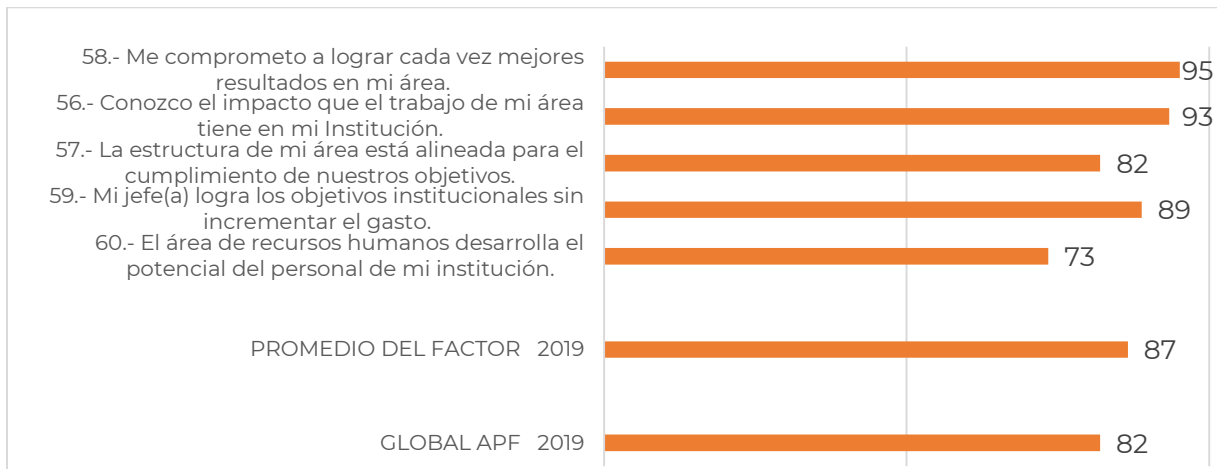 58.- Me comprometo a lograr cada vez mejores
resultados en mi área.
95
56.- Conozco el impacto que el trabajo de mi área
tiene en mi Institución.
93
57.- La estructura de mi área está alineada para el
cumplimiento de nuestros objetivos.
82
59.- Mi jefe(a) logra los objetivos institucionales sin
incrementar el gasto.
89
60.- El área de recursos humanos desarrolla el
potencial del personal de mi institución.
73
PROMEDIO DEL FACTOR 2019
87
GLOBAL APF 2019
82